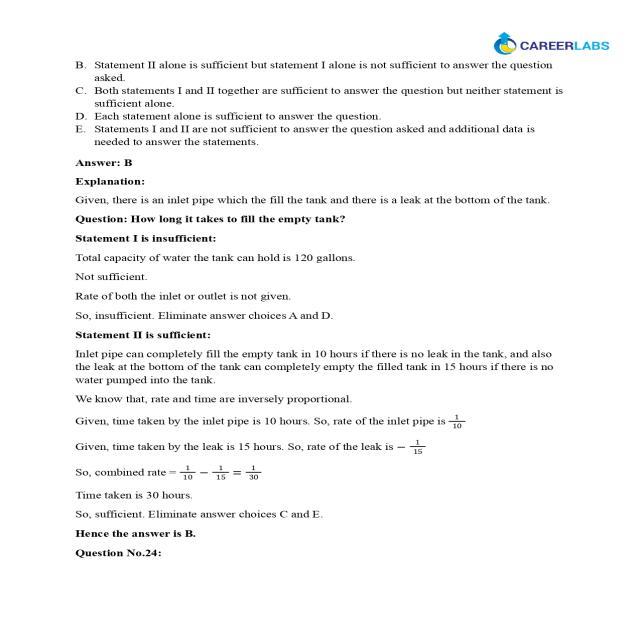 CAREERLABS
B. Statement II alone is sufficient but statement I alone is not sufficient to answer the question
asked.
C. Both statements I and II together are sufficient to answer the question but neither statement is
sufficient alone.
D. Each statement alone is sufficient to answer the question.
E. Statements I and II are not sufficient to answer the question asked and additional data is
needed to answer the statements.
Answer: B
Explanation:
Given, there is an inlet pipe which the fill the tank and there is a leak at the bottom of the tank.
Question: How long it takes to fill the empty tank?
Statement I is insufficient:
Total capacity of water the tank can hold is 120 gallons.
Not sufficient.
Rate of both the inlet or outlet is not given.
So, insufficient. Eliminate answer choices A and D.
Statement II is sufficient:
Inlet pipe can completely fill the empty tank in 10 hours if there is no leak in the tank, and also
the leak at the bottom of the tank can completely empty the filled tank in 15 hours if there is no
water pumped into the tank.
We know that, rate and time are inversely proportional.
Given, time taken by the inlet pipe is 10 hours. So, rate of the inlet pipe is 1/10
Given, time taken by the leak is 15 hours. So, rate of the leak is − 1/15
So, combined rate = 1/10 − 1/15 = 1/30
Time taken is 30 hours.
So, sufficient. Eliminate answer choices C and E.
Hence the answer is B.
Question No.24: